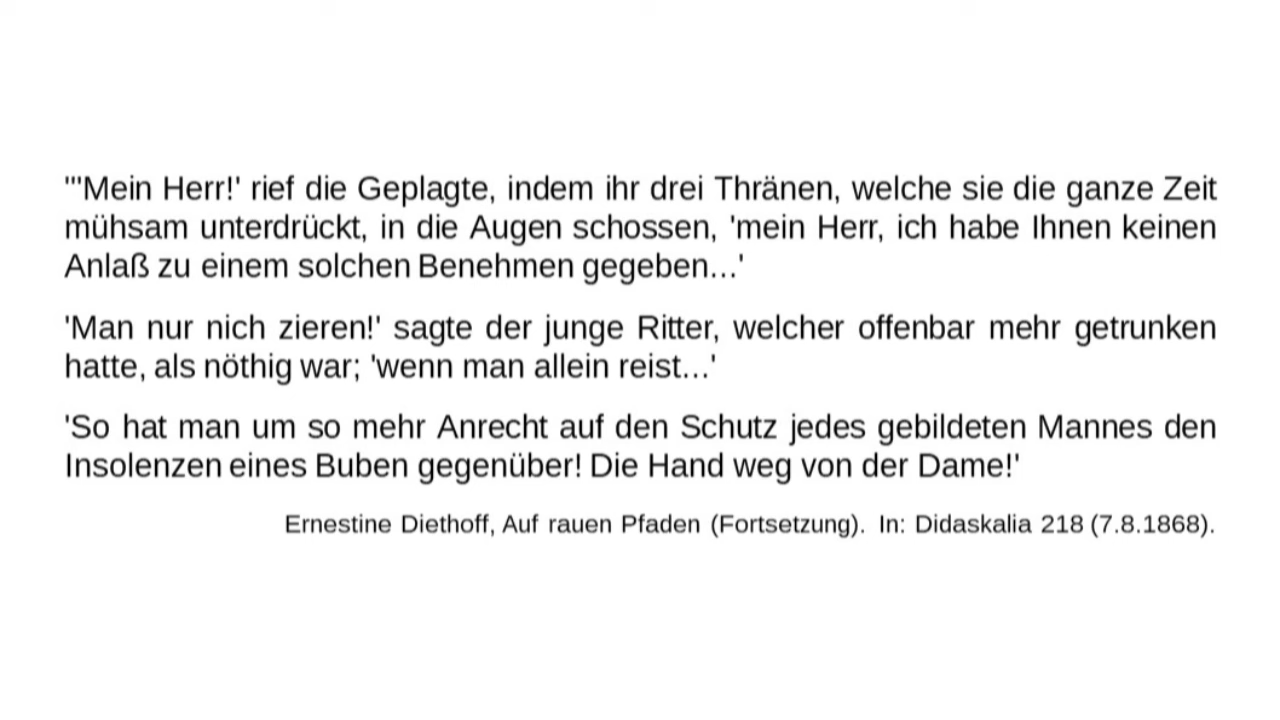 "'Mein Herr!' rief die Geplagte, indem ihr drei Thränen, welche sie die ganze Zeit
mühsam unterdrückt, in die Augen schossen, 'mein Herr, ich habe Ihnen keinen
Anlaß zu einem solchen Benehmen gegeben…'
'Man nur nich zieren!' sagte der junge Ritter, welcher offenbar mehr getrunken
hatte, als nöthig war; 'wenn man allein reist…'
'So hat man um so mehr Anrecht auf den Schutz jedes gebildeten Mannes den
Insolenzen eines Buben gegenüber! Die Hand weg von der Dame!'
Ernestine Diethoff, Auf rauen Pfaden (Fortsetzung). In: Didaskalia 218 (7.8.1868).